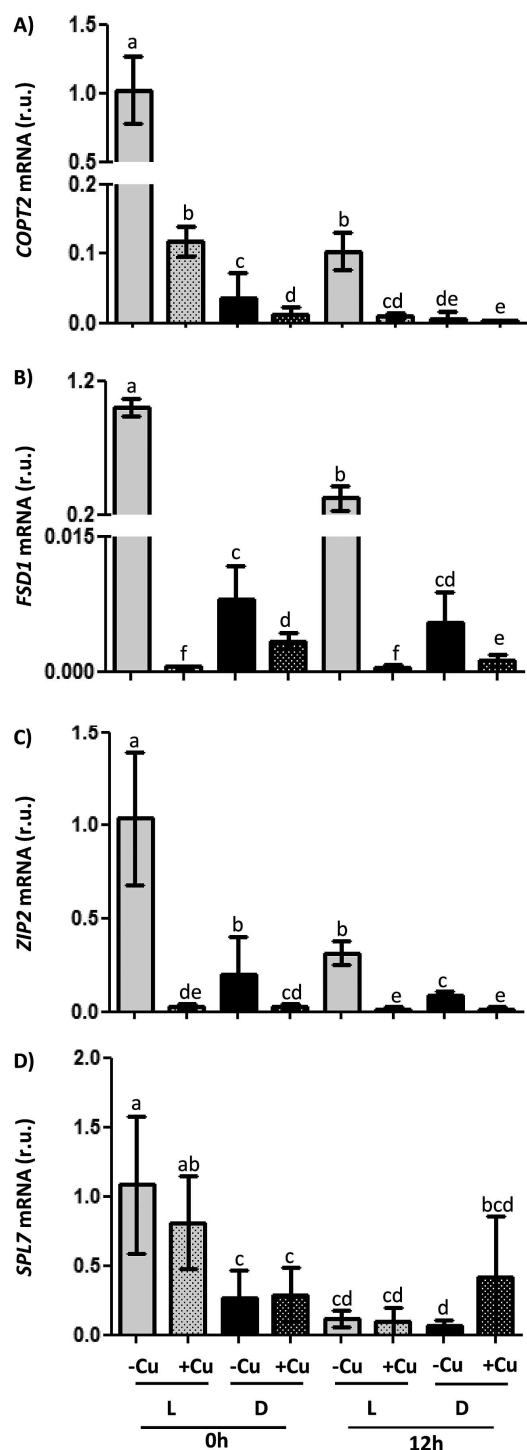 A)
COPT2 mRNA (r.u.)
1.5
1.0
0.5
0.2
0.1
0.0
a
b
c
d
b
cd
de
e
B)
FSD1 mRNA (r.u.)
1.2
0.2
0.015
0.000
a
f
c
d
b
f
cd
e
C)
ZIP2 mRNA (r.u.)
1.5
1.0
0.5
0.0
a
de
b
cd
b
e
c
e
D)
SPL7 mRNA (r.u.)
2.0
1.5
1.0
0.5
0.0
a
ab
c
c
cd
cd
d
bcd
-Cu +Cu -Cu +Cu -Cu +Cu -Cu +Cu
L D L D
0h 12h